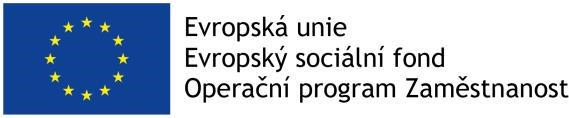 Evropská unie
Evropský sociální fond
Operační program Zaměstnanost